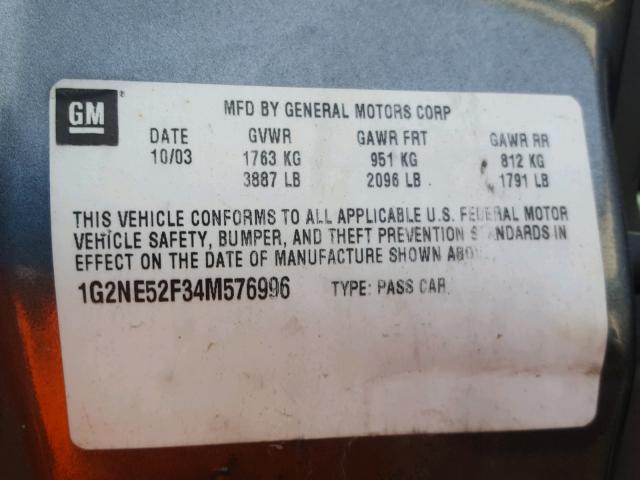 GM
MFD BY GENERAL MOTORS CORP
DATE GVWR GAWR FRT GAWR RR
10/03 1763 KG 951 KG 812 KG
3887 LB 2096 LB 1791 LB
THIS VEHICLE CONFORMS TO ALL APPLICABLE U.S. FEDERAL MOTOR
VEHICLE SAFETY, BUMPER, AND THEFT PREVENTION STANDARDS IN
EFFECT ON THE DATE OF MANUFACTURE SHOWN ABOV
1G2NE52F34M576996 TYPE: PASS CAR